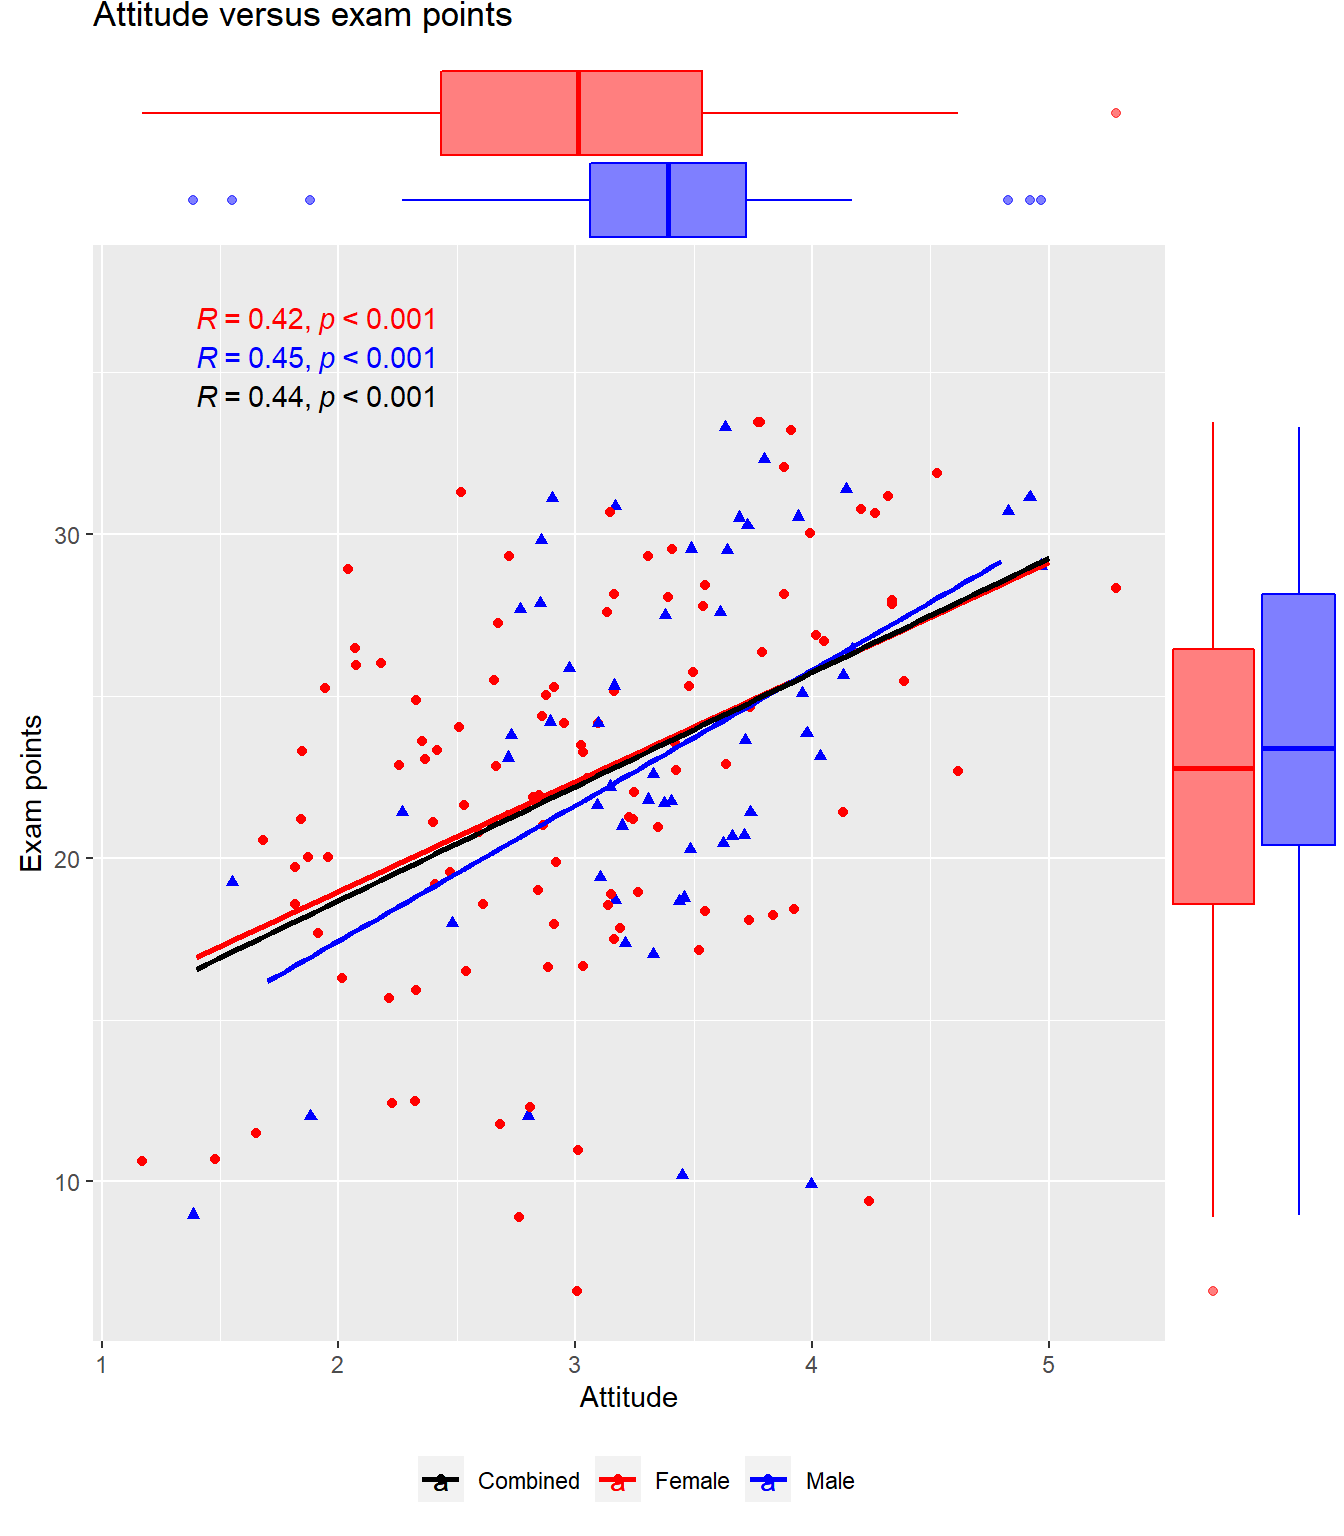 Attitude versus exam points
R = 0.42, p < 0.001
R = 0.45, p < 0.001
R = 0.44, p < 0.001
Exam points
30
20
10
1 2 3 4 5
Attitude
a Combined a Female a Male